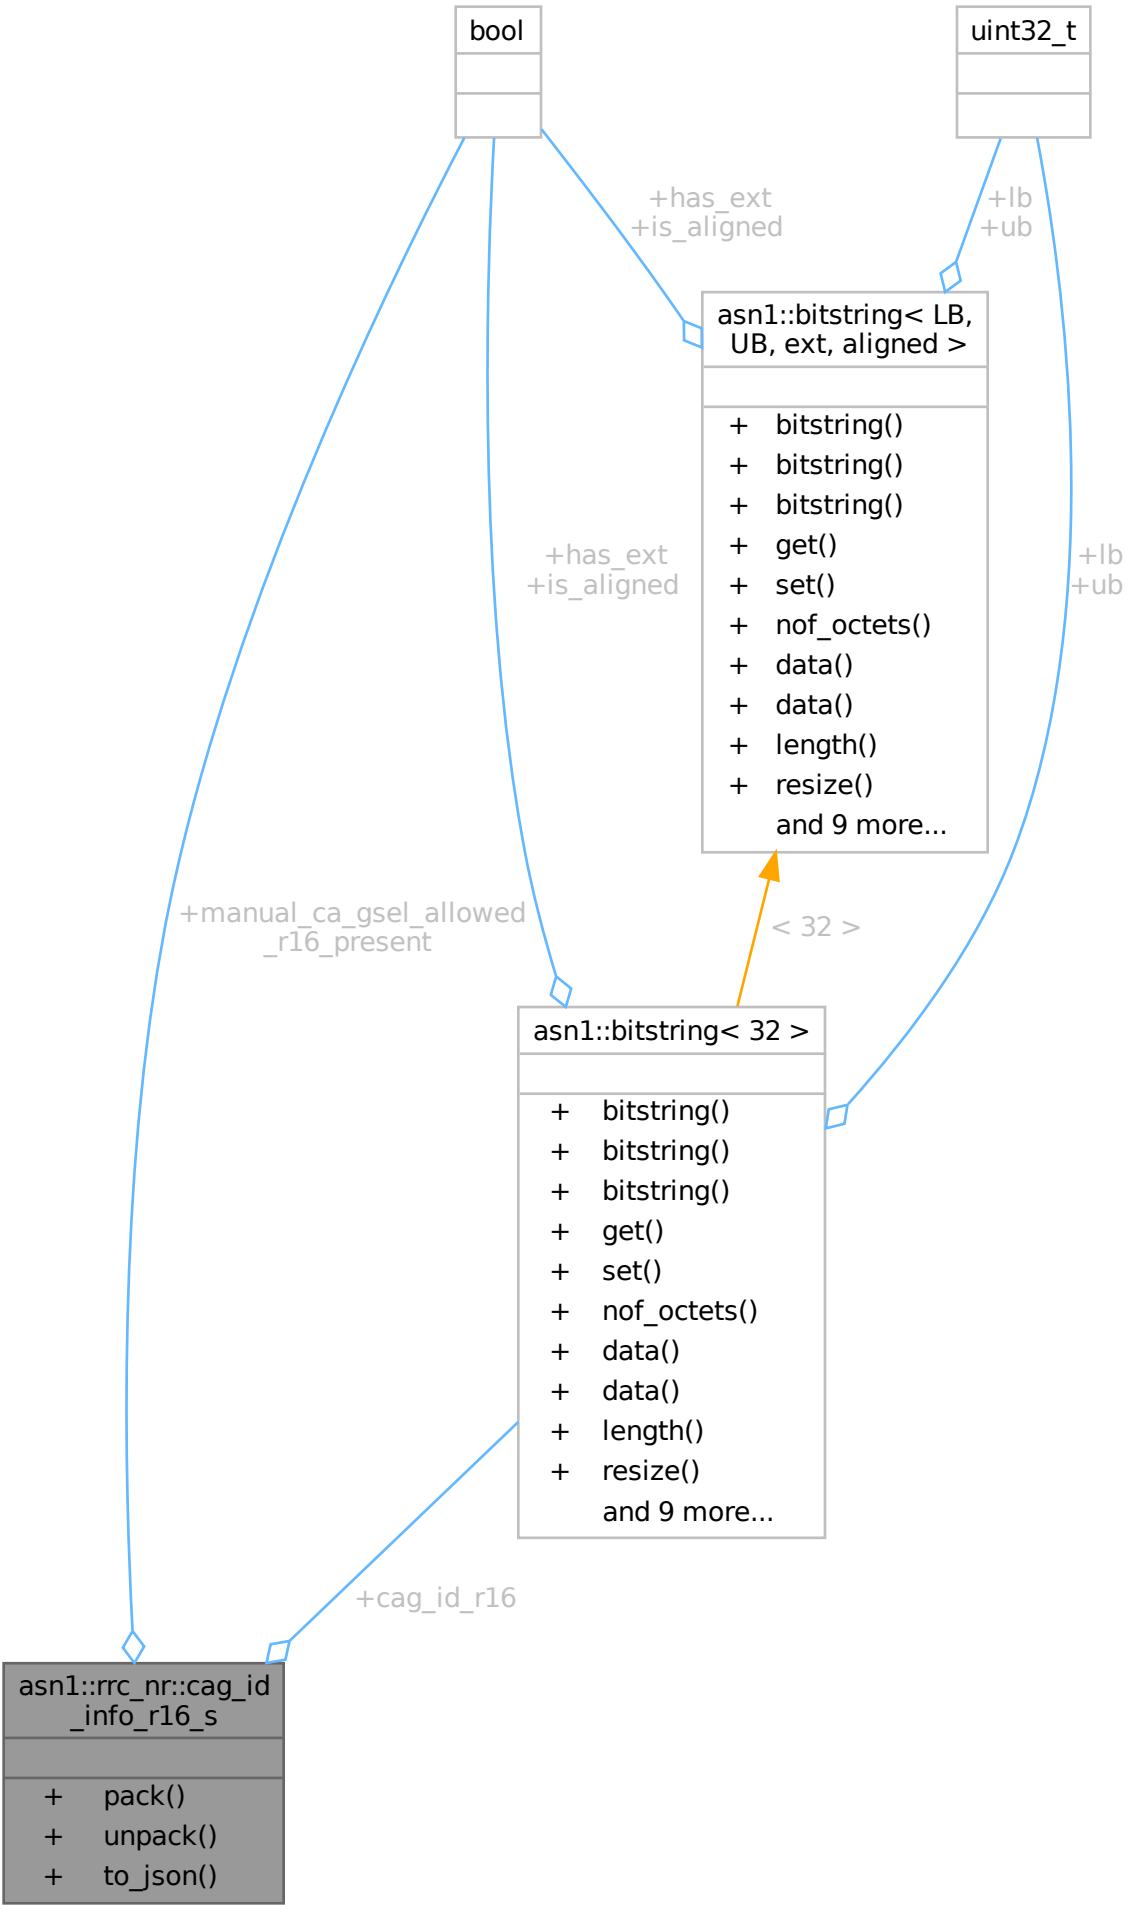 bool
uint32_t
+has_ext
+is_aligned
+lb
+ub
asn1::bitstring< LB,
UB, ext, aligned >
+ bitstring()
+ bitstring()
+ bitstring()
+ get()
+ set()
+ nof_octets()
+ data()
+ data()
+ length()
+ resize()
and 9 more...
+has_ext
+is_aligned
+lb
+ub
+manual_ca_gsel_allowed
_r16_present
< 32 >
asn1::bitstring< 32 >
+ bitstring()
+ bitstring()
+ bitstring()
+ get()
+ set()
+ nof_octets()
+ data()
+ data()
+ length()
+ resize()
and 9 more...
+cag_id_r16
asn1::rrc_nr::cag_id
_info_r16_s
+ pack()
+ unpack()
+ to_json()